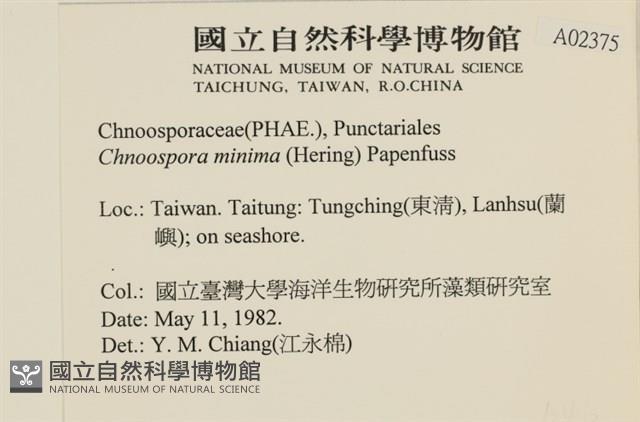 國立自然科學博物館
A02375
NATIONAL MUSEUM OF NATURAL SCIENCE
TAICHUNG, TAIWAN, R.O.CHINA
Chnoosporaceae(PHAE.), Punctariales
Chnoospora minima (Hering) Papenfuss
Loc.: Taiwan. Taitung: Tungching(東淸), Lanhsu(蘭
嶼); on seashore.
Col.: 國立臺灣大學海洋生物硏究所藻類硏究室
Date: May 11, 1982.
Det.: Y. M. Chiang(江永棉)
國立自然科學博物館
NATIONAL MUSEUM OF NATURAL SCIENCE